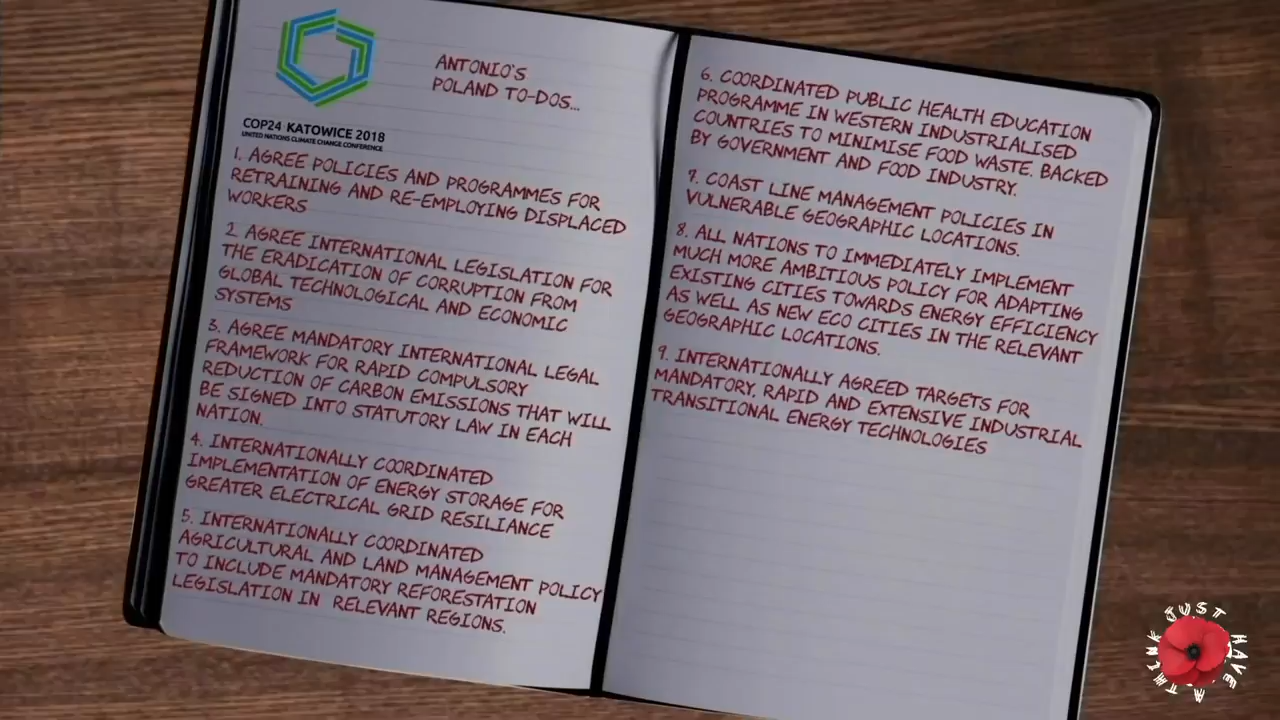 ANTONIO'S
POLAND TO-DOS...
COP24 KATOWICE 2018
UNITED NATIONS CLIMATE CHANGE CONFERENCE
1. AGREE POLICIES AND PROGRAMMES FOR
RETRAINING AND RE-EMPLOYING DISPLACED
WORKERS
2. AGREE INTERNATIONAL LEGISLATION FOR
THE ERADICATION OF CORRUPTION FROM
GLOBAL TECHNOLOGICAL AND ECONOMIC
SYSTEMS
3. AGREE MANDATORY INTERNATIONAL LEGAL
FRAMEWORK FOR RAPID COMPULSORY
REDUCTION OF CARBON EMISSIONS THAT WILL
BE SIGNED INTO STATUTORY LAW IN EACH
NATION.
4. INTERNATIONALLY COORDINATED
IMPLEMENTATION OF ENERGY STORAGE FOR
GREATER ELECTRICAL GRID RESILIANCE
5. INTERNATIONALLY COORDINATED
AGRICULTURAL AND LAND MANAGEMENT POLICY
TO INCLUDE MANDATORY REFORESTATION
LEGISLATION IN RELEVANT REGIONS.
6. COORDINATED PUBLIC HEALTH EDUCATION
PROGRAMME IN WESTERN INDUSTRIALISED
COUNTRIES TO MINIMISE FOOD WASTE. BACKED
BY GOVERNMENT AND FOOD INDUSTRY.
7. COAST LINE MANAGEMENT POLICIES IN
VULNERABLE GEOGRAPHIC LOCATIONS.
8. ALL NATIONS TO IMMEDIATELY IMPLEMENT
MUCH MORE AMBITIOUS POLICY FOR ADAPTING
EXISTING CITIES TOWARDS ENERGY EFFICIENCY
AS WELL AS NEW ECO CITIES IN THE RELEVANT
GEOGRAPHIC LOCATIONS.
9. INTERNATIONALLY AGREED TARGETS FOR
MANDATORY, RAPID AND EXTENSIVE INDUSTRIAL
TRANSITIONAL ENERGY TECHNOLOGIES
JUST HAVE A THINK